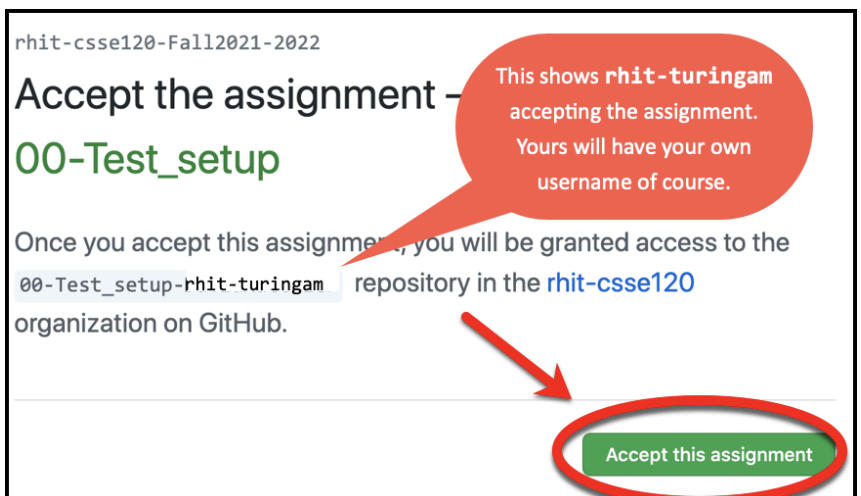 rhit-csse120-Fall2021-2022
Accept the assignment –
00-Test_setup
This shows rhit-turingam
accepting the assignment.
Yours will have your own
username of course.
Once you accept this assignment, you will be granted access to the
00-Test_setup-rhit-turingam repository in the rhit-csse120
organization on GitHub.
Accept this assignment